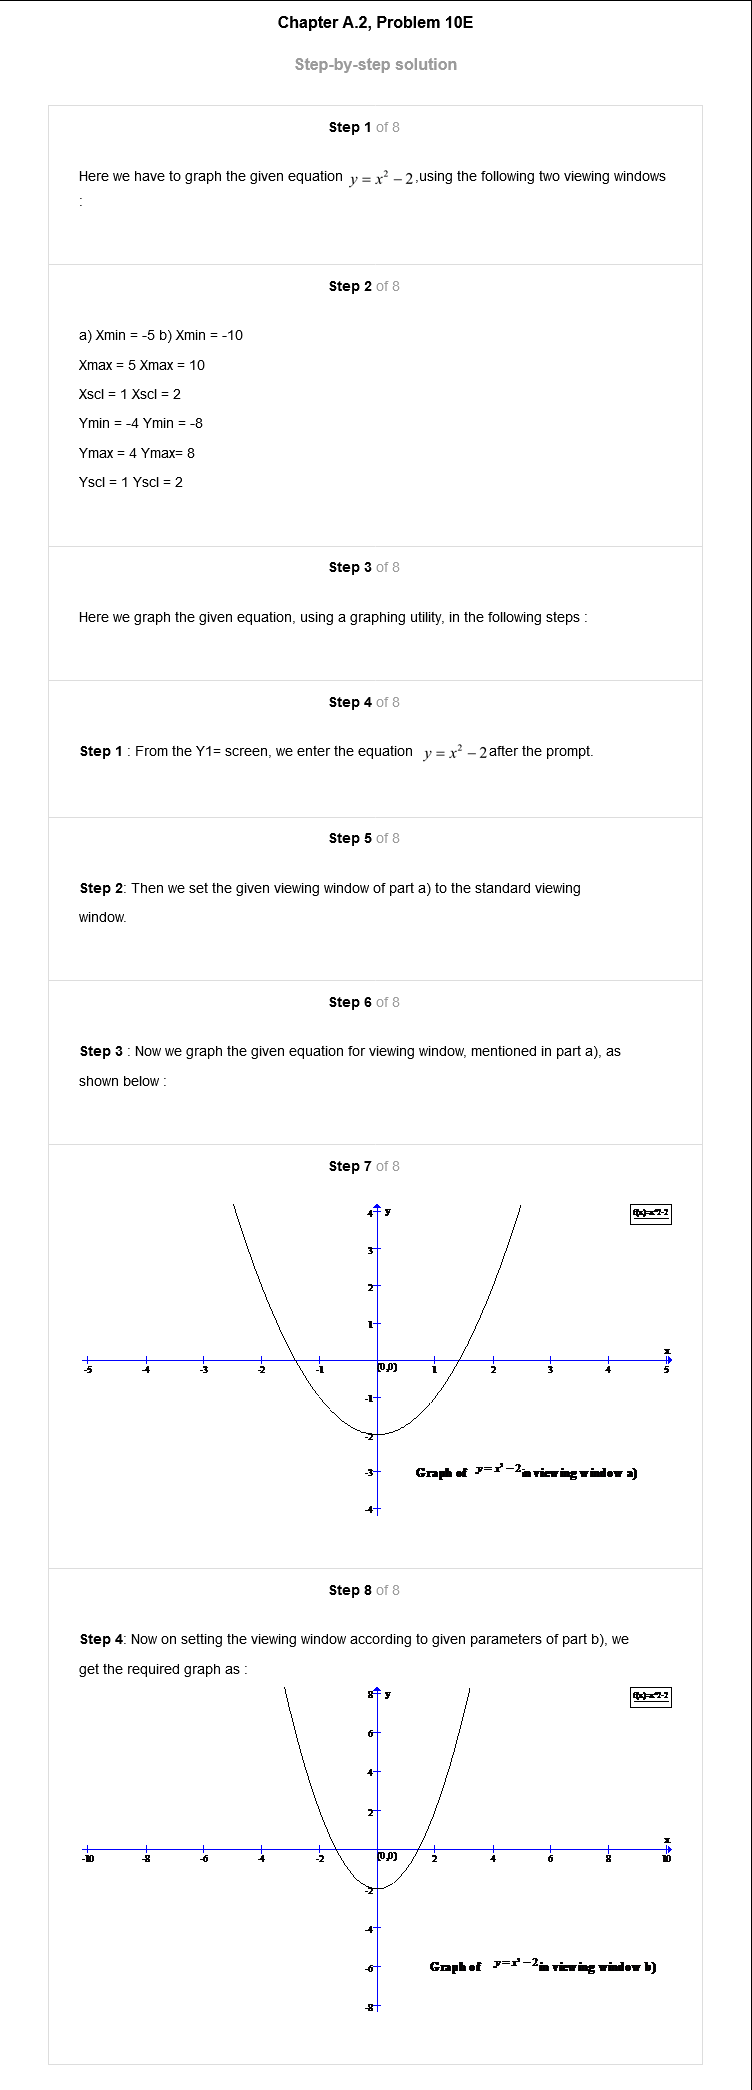 Chapter A.2, Problem 10E
Step-by-step solution
Step 1 of 8
Here we have to graph the given equation y = x² − 2,using the following two viewing windows
:
Step 2 of 8
a) Xmin = -5 b) Xmin = -10
Xmax = 5 Xmax = 10
Xscl = 1 Xscl = 2
Ymin = -4 Ymin = -8
Ymax = 4 Ymax= 8
Yscl = 1 Yscl = 2
Step 3 of 8
Here we graph the given equation, using a graphing utility, in the following steps :
Step 4 of 8
Step 1 : From the Y1= screen, we enter the equation y = x² − 2 after the prompt.
Step 5 of 8
Step 2: Then we set the given viewing window of part a) to the standard viewing
window.
Step 6 of 8
Step 3 : Now we graph the given equation for viewing window, mentioned in part a), as
shown below :
Step 7 of 8
4 y
f(x)=x^2-2
3
2
1
x
-5 -4 -3 -2 -1 (0,0) 1 2 3 4 5
-1
-2
-3
Graph of y = x² − 2 in viewing window a)
-4
Step 8 of 8
Step 4: Now on setting the viewing window according to given parameters of part b), we
get the required graph as :
8 y
f(x)=x^2-2
6
4
2
x
-10 -8 -6 -4 -2 (0,0) 2 4 6 8 10
-2
-4
-6
Graph of y = x² − 2 in viewing window b)
-8